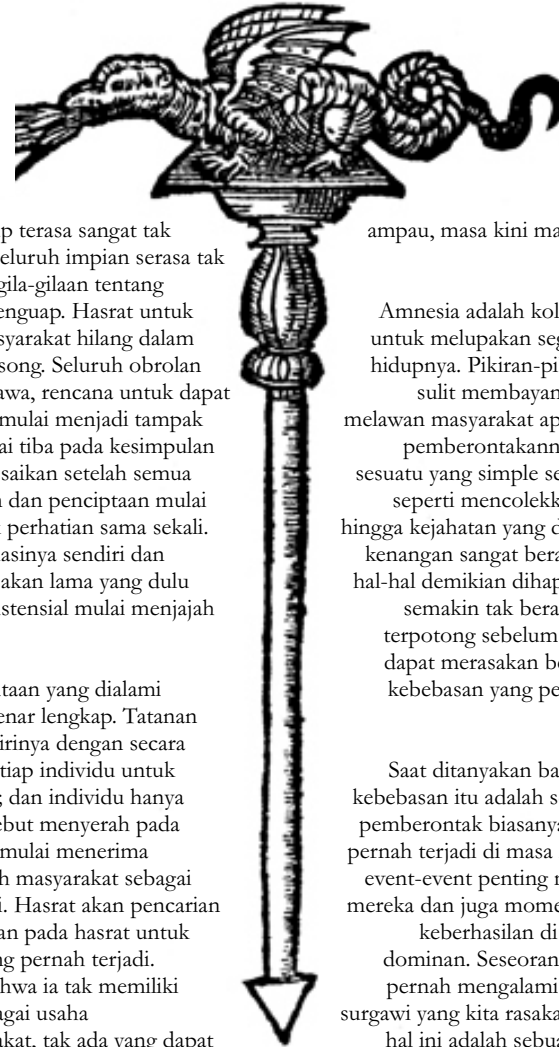 p terasa sangat tak
eluruh impian serasa tak
gila-gilaan tentang
enguap. Hasrat untuk
syarakat hilang dalam
song. Seluruh obrolan
awa, rencana untuk dapat
mulai menjadi tampak
ai tiba pada kesimpulan
saikan setelah semua
n dan penciptaan mulai
k perhatian sama sekali.
asinya sendiri dan
akan lama yang dulu
istensial mulai menjajah
taan yang dialami
enar lengkap. Tatanan
irinya dengan secara
tiap individu untuk
; dan individu hanya
ebut menyerah pada
mulai menerima
h masyarakat sebagai
i. Hasrat akan pencarian
an pada hasrat untuk
ng pernah terjadi.
hwa ia tak memiliki
agai usaha
akat, tak ada yang dapat
ampau, masa kini ma
Amnesia adalah kol
untuk melupakan seg
hidupnya. Pikiran-pi
sulit membayan
melawan masyarakat ap
pemberontakann
sesuatu yang simple se
seperti mencolekk
hingga kejahatan yang d
kenangan sangat bera
hal-hal demikian dihap
semakin tak bera
terpotong sebelum
dapat merasakan be
kebebasan yang pe
Saat ditanyakan ba
kebebasan itu adalah s
pemberontak biasanya
pernah terjadi di masa
event-event penting m
mereka dan juga mome
keberhasilan di
dominan. Seseoran
pernah mengalami
surgawi yang kita rasaka
hal ini adalah sebu